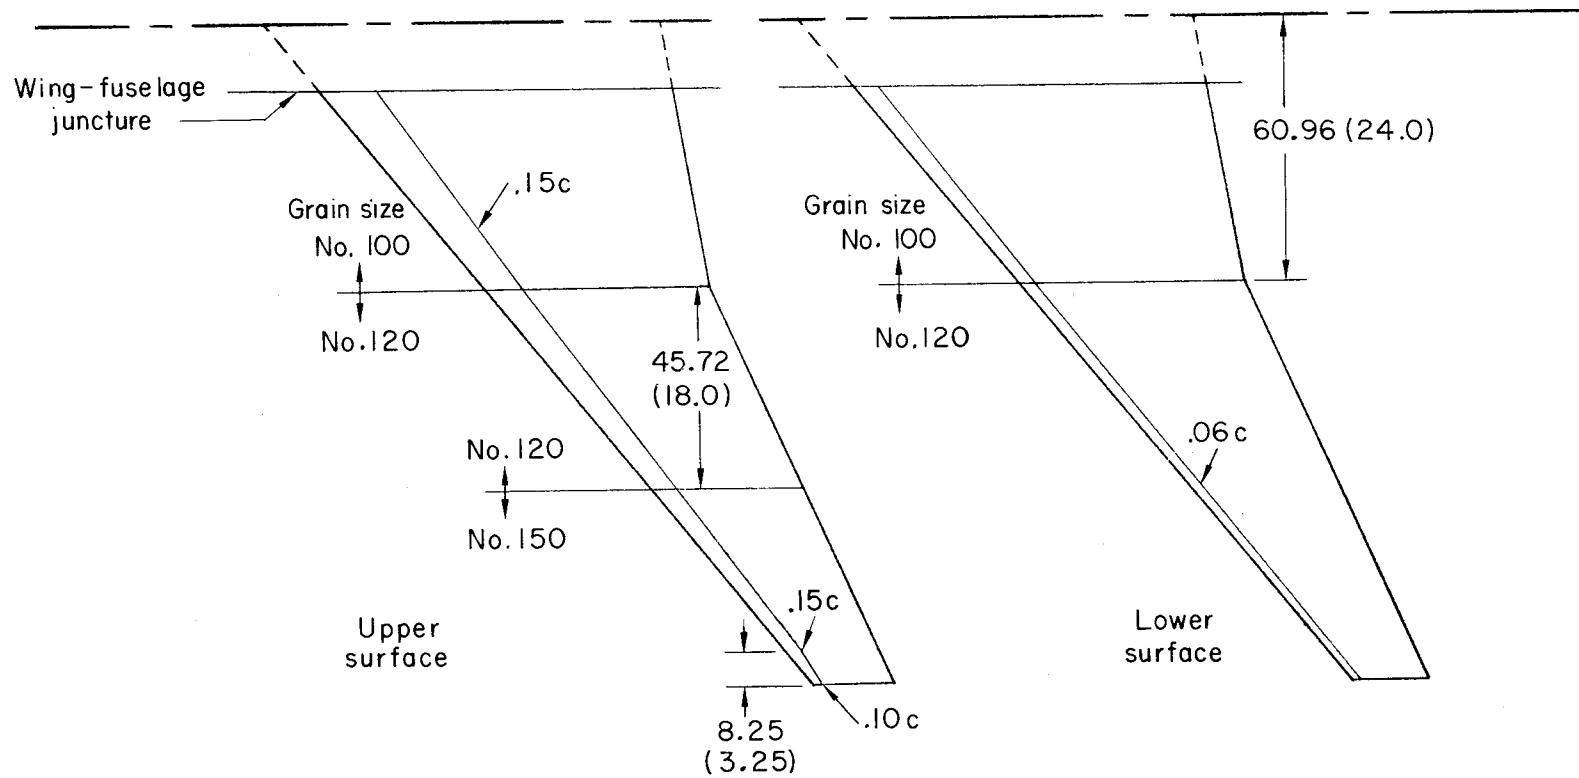 Wing-fuselage
juncture
.15c
Grain size
No. 100
No.120
45.72
(18.0)
No.120
No.150
.15c
Upper
surface
8.25
(3.25)
.10c
60.96 (24.0)
Grain size
No. 100
No.120
.06c
Lower
surface